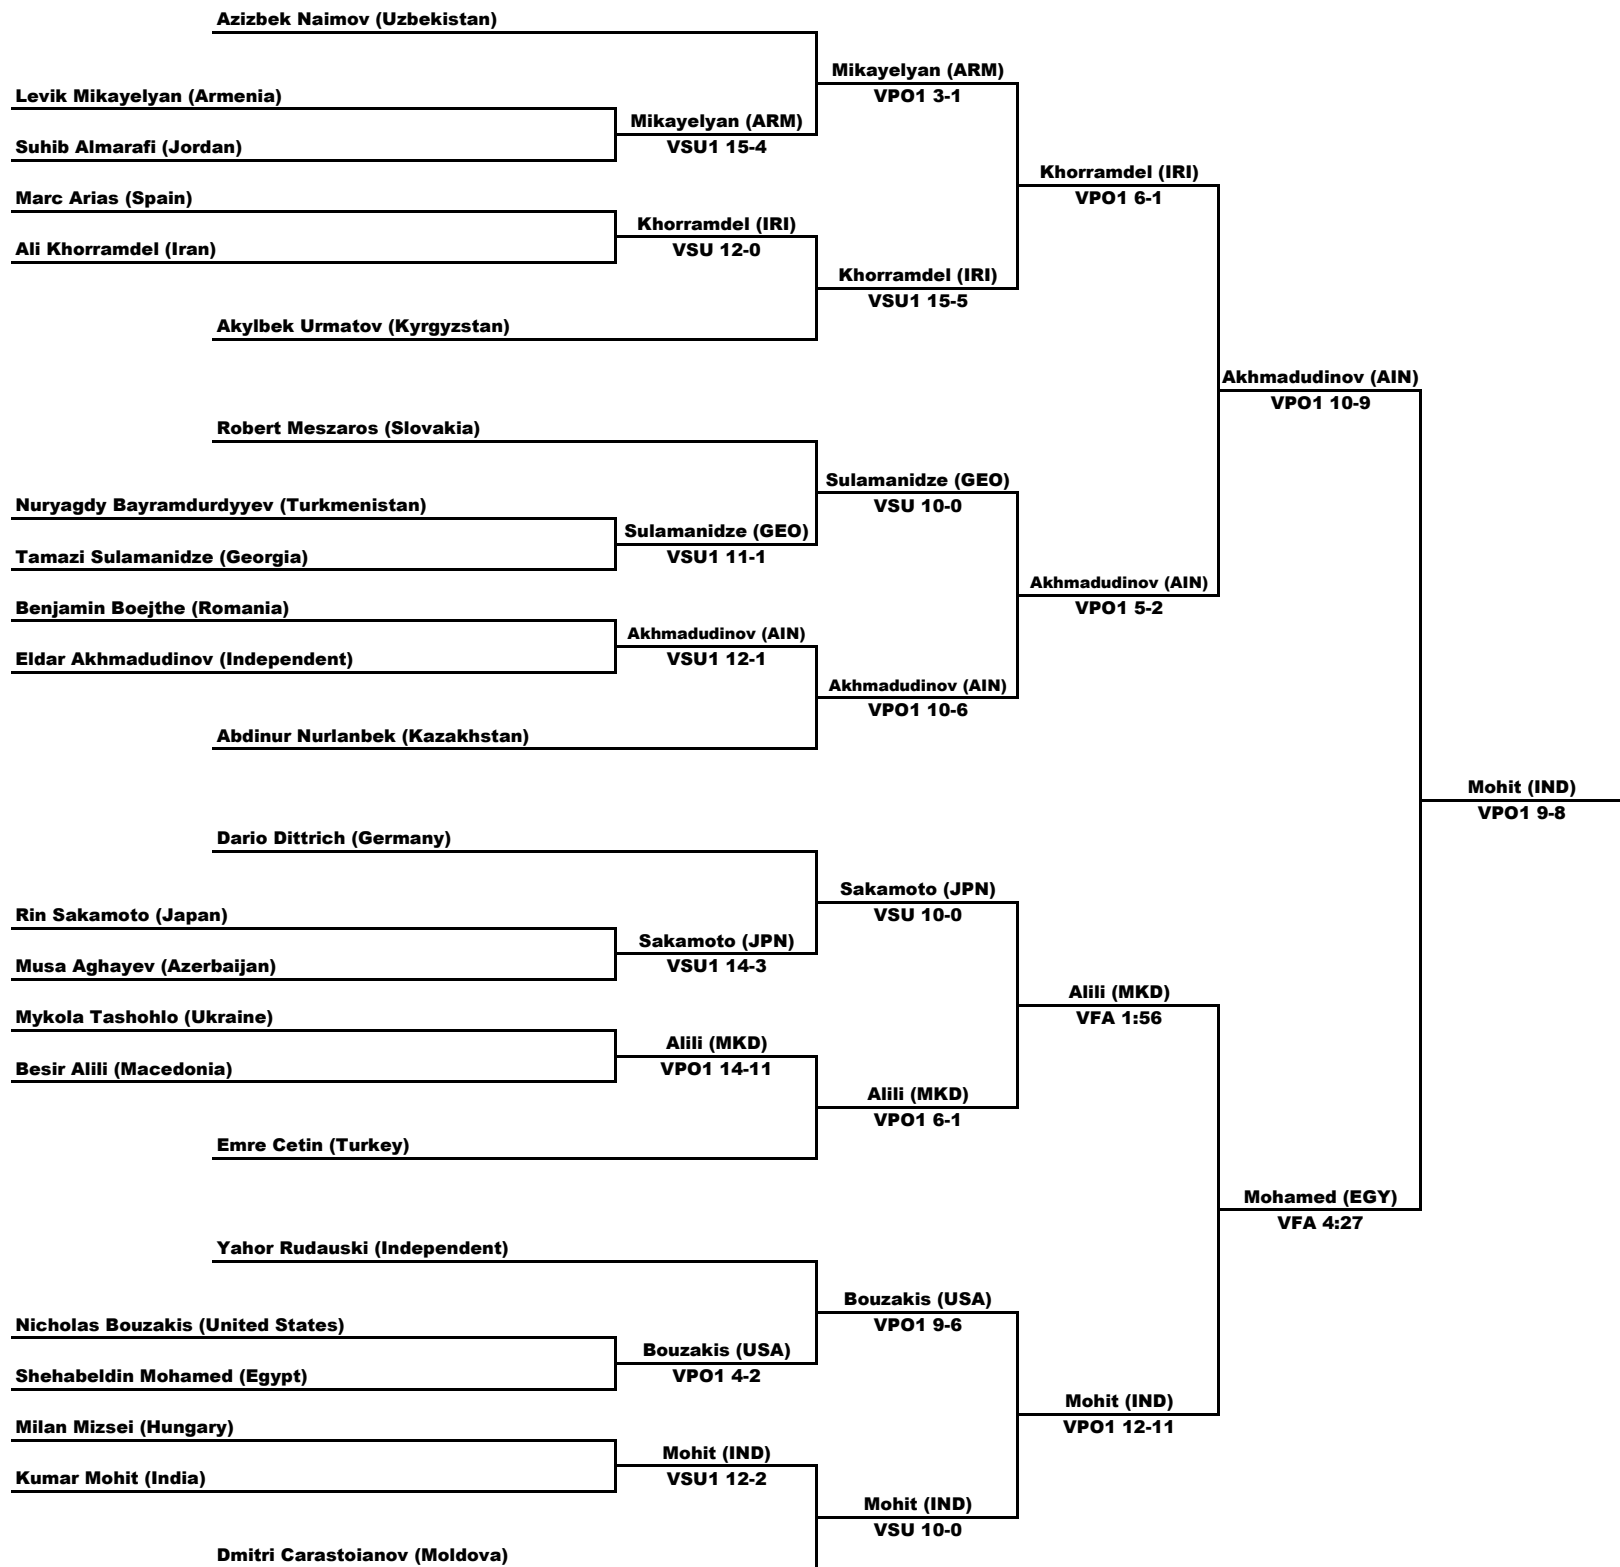 Azizbek Naimov (Uzbekistan)
Mikayelyan (ARM)
VPO1 3-1
Levik Mikayelyan (Armenia)
Mikayelyan (ARM)
VSU1 15-4
Suhib Almarafi (Jordan)
Khorramdel (IRI)
VPO1 6-1
Marc Arias (Spain)
Khorramdel (IRI)
VSU 12-0
Ali Khorramdel (Iran)
Khorramdel (IRI)
VSU1 15-5
Akylbek Urmatov (Kyrgyzstan)
Akhmadudinov (AIN)
VPO1 10-9
Robert Meszaros (Slovakia)
Sulamanidze (GEO)
VSU 10-0
Nuryagdy Bayramdurdyyev (Turkmenistan)
Sulamanidze (GEO)
VSU1 11-1
Tamazi Sulamanidze (Georgia)
Akhmadudinov (AIN)
VPO1 5-2
Benjamin Boejthe (Romania)
Akhmadudinov (AIN)
VSU1 12-1
Eldar Akhmadudinov (Independent)
Akhmadudinov (AIN)
VPO1 10-6
Abdinur Nurlanbek (Kazakhstan)
Mohit (IND)
VPO1 9-8
Dario Dittrich (Germany)
Sakamoto (JPN)
VSU 10-0
Rin Sakamoto (Japan)
Sakamoto (JPN)
VSU1 14-3
Musa Aghayev (Azerbaijan)
Alili (MKD)
VFA 1:56
Mykola Tashohlo (Ukraine)
Alili (MKD)
VPO1 14-11
Besir Alili (Macedonia)
Alili (MKD)
VPO1 6-1
Emre Cetin (Turkey)
Mohamed (EGY)
VFA 4:27
Yahor Rudauski (Independent)
Bouzakis (USA)
VPO1 9-6
Nicholas Bouzakis (United States)
Bouzakis (USA)
VPO1 4-2
Shehabeldin Mohamed (Egypt)
Mohit (IND)
VPO1 12-11
Milan Mizsei (Hungary)
Mohit (IND)
VSU1 12-2
Kumar Mohit (India)
Mohit (IND)
VSU 10-0
Dmitri Carastoianov (Moldova)